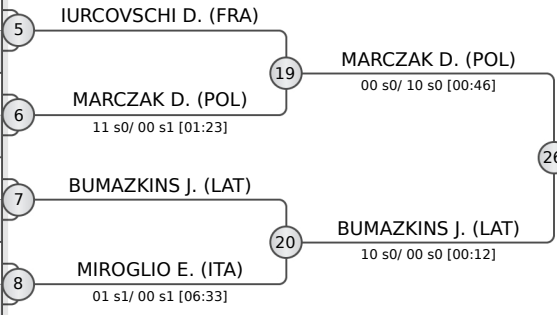 IURCOVSCHI D. (FRA)
5
19
MARCZAK D. (POL)
00 s0/ 10 s0 [00:46]
MARCZAK D. (POL)
6
11 s0/ 00 s1 [01:23]
26
BUMAZKINS J. (LAT)
7
20
BUMAZKINS J. (LAT)
10 s0/ 00 s0 [00:12]
MIROGLIO E. (ITA)
8
01 s1/ 00 s1 [06:33]